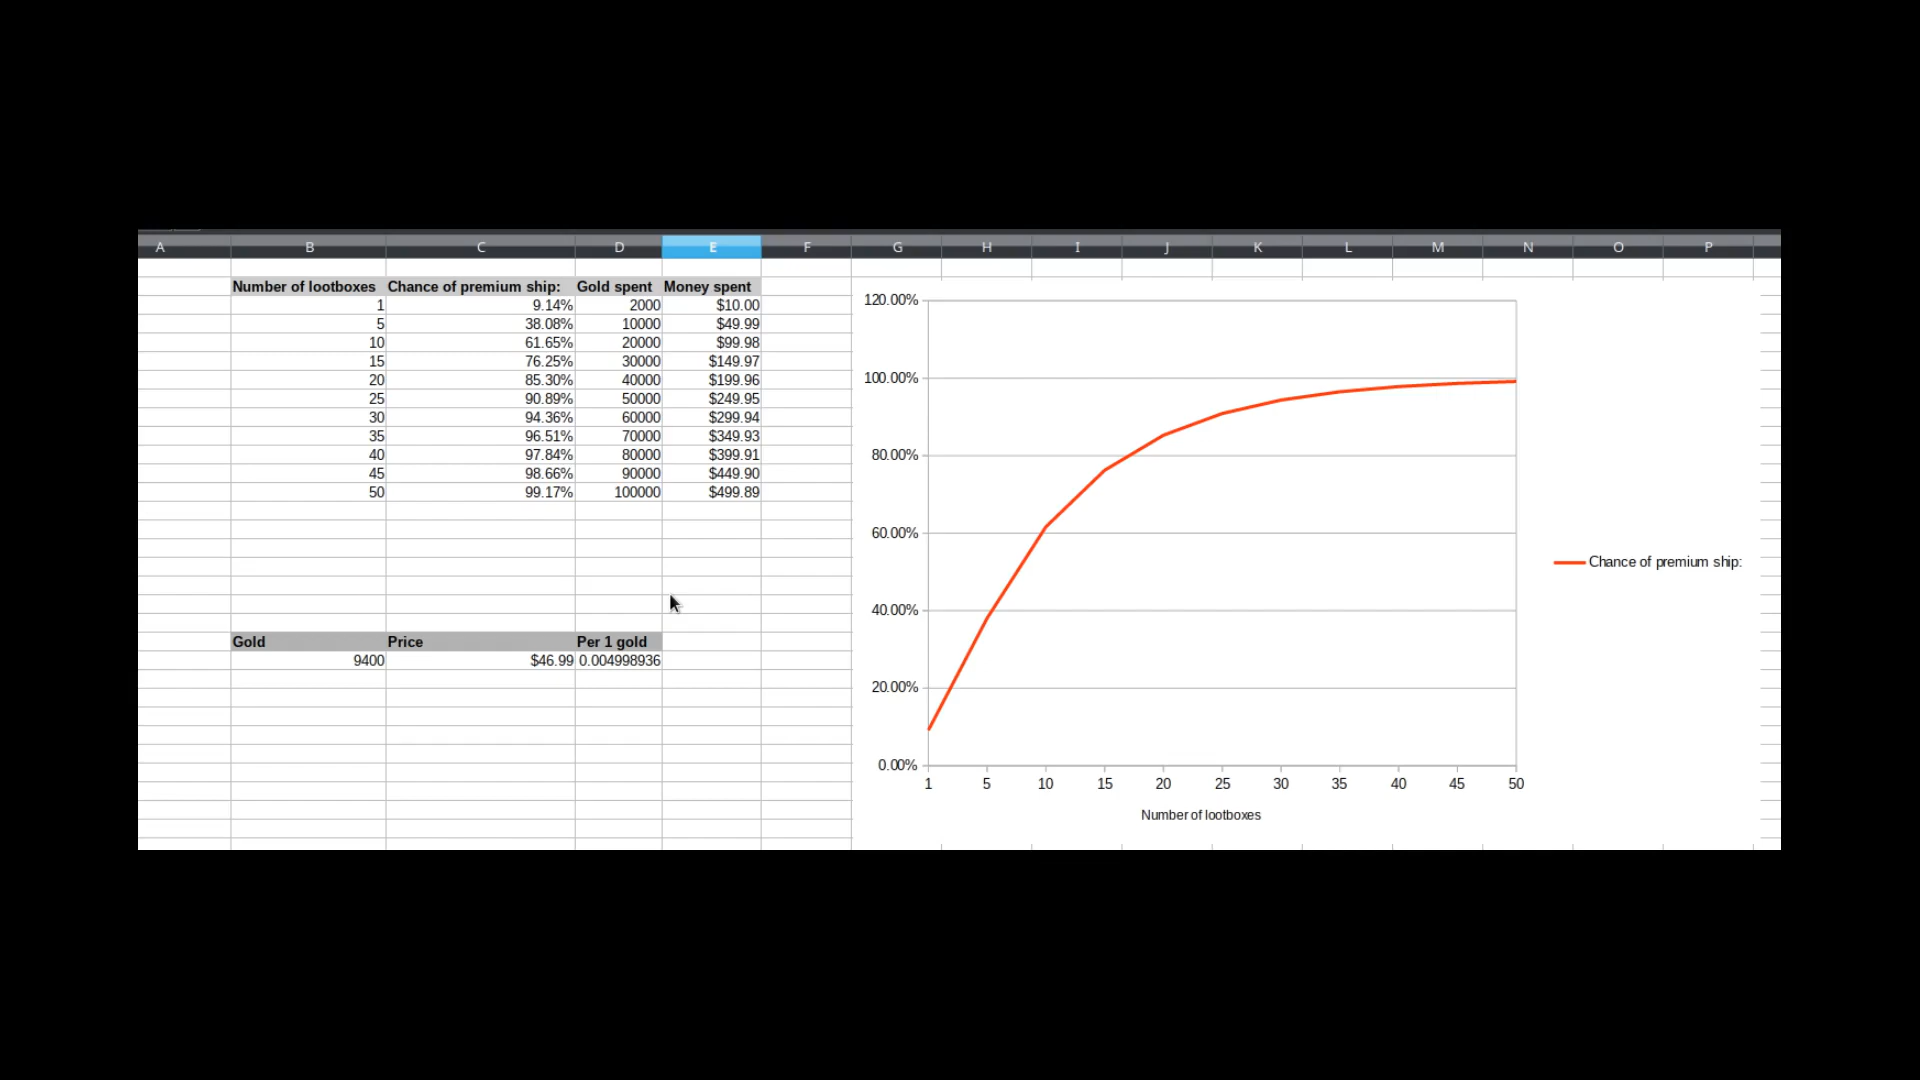 A B C D E F G H I J K L M N O P
Number of lootboxes Chance of premium ship: Gold spent Money spent
1 9.14% 2000 $10.00
5 38.08% 10000 $49.99
10 61.65% 20000 $99.98
15 76.25% 30000 $149.97
20 85.30% 40000 $199.96
25 90.89% 50000 $249.95
30 94.36% 60000 $299.94
35 96.51% 70000 $349.93
40 97.84% 80000 $399.91
45 98.66% 90000 $449.90
50 99.17% 100000 $499.89
Gold Price Per 1 gold
9400 $46.99 0.004998936
120.00%
100.00%
80.00%
60.00%
40.00%
20.00%
0.00%
1 5 10 15 20 25 30 35 40 45 50
Number of lootboxes
Chance of premium ship: